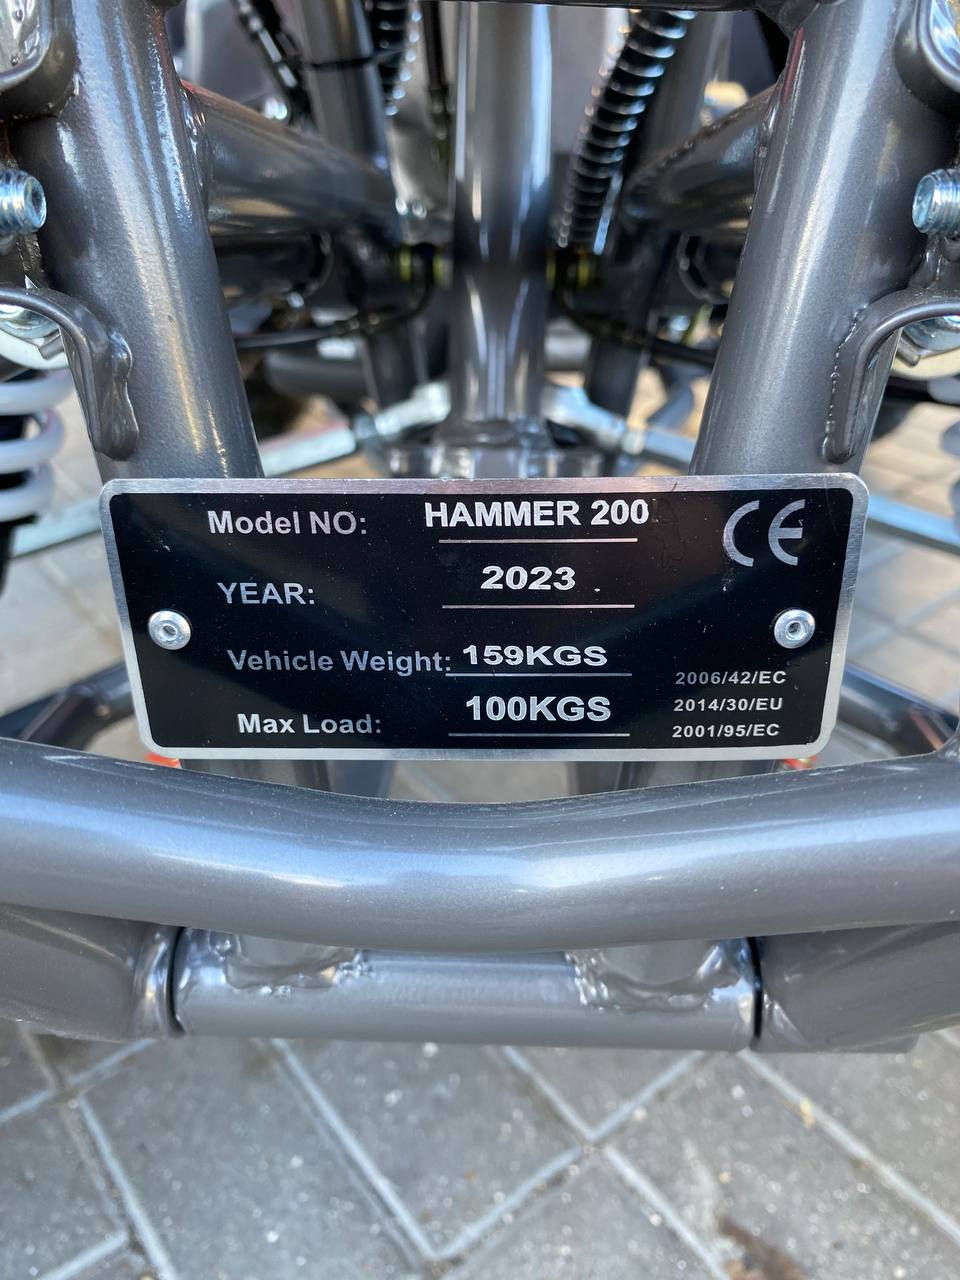 Model NO: HAMMER 200 CE
YEAR: 2023
Vehicle Weight: 159KGS
2006/42/EC
2014/30/EU
Max Load: 100KGS
2001/95/EC